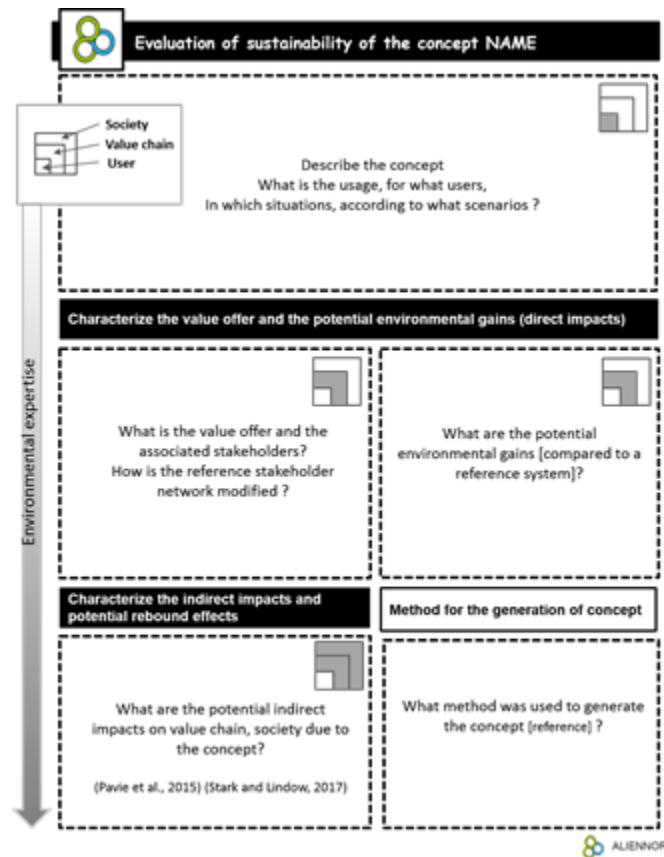 Evaluation of sustainability of the concept NAME
Society
Value chain
User
Describe the concept
What is the usage, for what users,
In which situations, according to what scenarios ?
Environmental expertise
Characterize the value offer and the potential environmental gains (direct impacts)
What is the value offer and the
associated stakeholders?
How is the reference stakeholder
network modified ?
What are the potential
environmental gains [compared to a
reference system]?
Characterize the indirect impacts and
potential rebound effects
Method for the generation of concept
What are the potential indirect
impacts on value chain, society due to
the concept?
(Pavie et al., 2015) (Stark and Lindow, 2017)
What method was used to generate
the concept [reference] ?
ALIENNOR